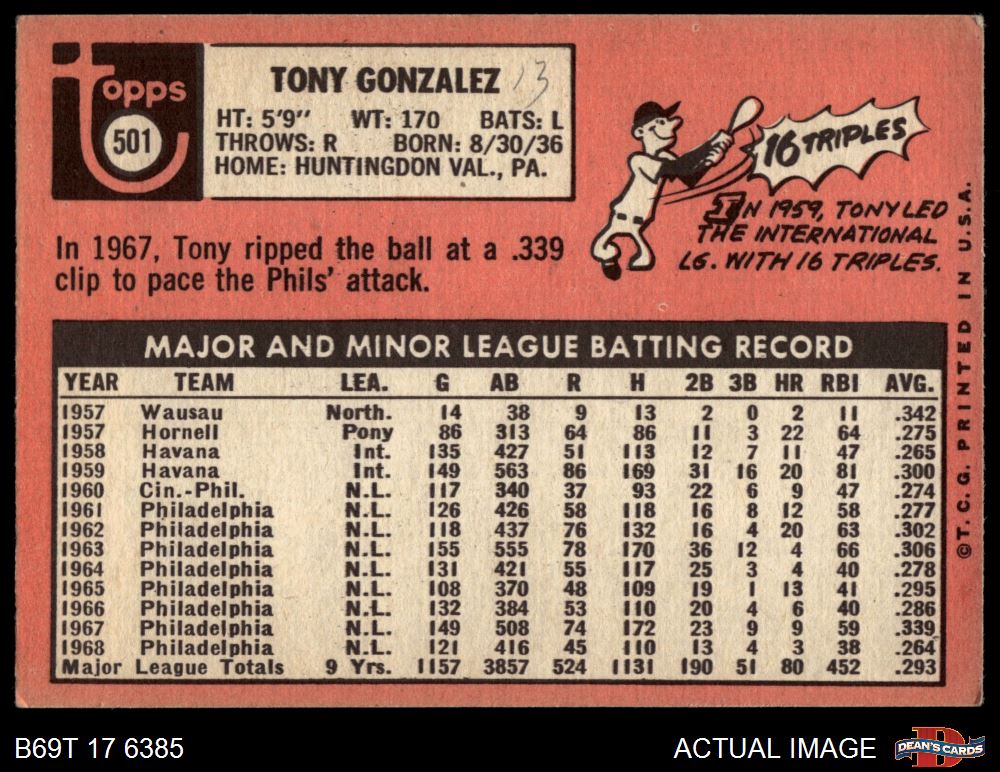 topps
501
TONY GONZALEZ 13
HT: 5'9" WT: 170 BATS: L
THROWS: R BORN: 8/30/36
HOME: HUNTINGDON VAL., PA.
16 TRIPLES
IN 1959, TONY LED
THE INTERNATIONAL
LG. WITH 16 TRIPLES.
In 1967, Tony ripped the ball at a .339
clip to pace the Phils' attack.
MAJOR AND MINOR LEAGUE BATTING RECORD
YEAR TEAM LEA. G AB R H 2B 3B HR RBI AVG.
1957 Wausau North. 14 38 9 13 2 0 2 11 .342
1957 Hornell Pony 86 313 64 86 11 3 22 64 .275
1958 Havana Int. 135 427 51 113 12 7 11 47 .265
1959 Havana Int. 149 563 86 169 31 16 20 81 .300
1960 Cin.-Phil. N.L. 117 340 37 93 22 6 9 47 .274
1961 Philadelphia N.L. 126 426 58 118 16 8 12 58 .277
1962 Philadelphia N.L. 118 437 76 132 16 4 20 63 .302
1963 Philadelphia N.L. 155 555 78 170 36 12 4 66 .306
1964 Philadelphia N.L. 131 421 55 117 25 3 4 40 .278
1965 Philadelphia N.L. 108 370 48 109 19 1 13 41 .295
1966 Philadelphia N.L. 132 384 53 110 20 4 6 40 .286
1967 Philadelphia N.L. 149 508 74 172 23 9 9 59 .339
1968 Philadelphia N.L. 121 416 45 110 13 4 3 38 .264
Major League Totals 9 Yrs. 1157 3857 524 1131 190 51 80 452 .293
©T.C.G. PRINTED IN U.S.A.
B69T 17 6385
ACTUAL IMAGE
D
DEAN'S CARDS